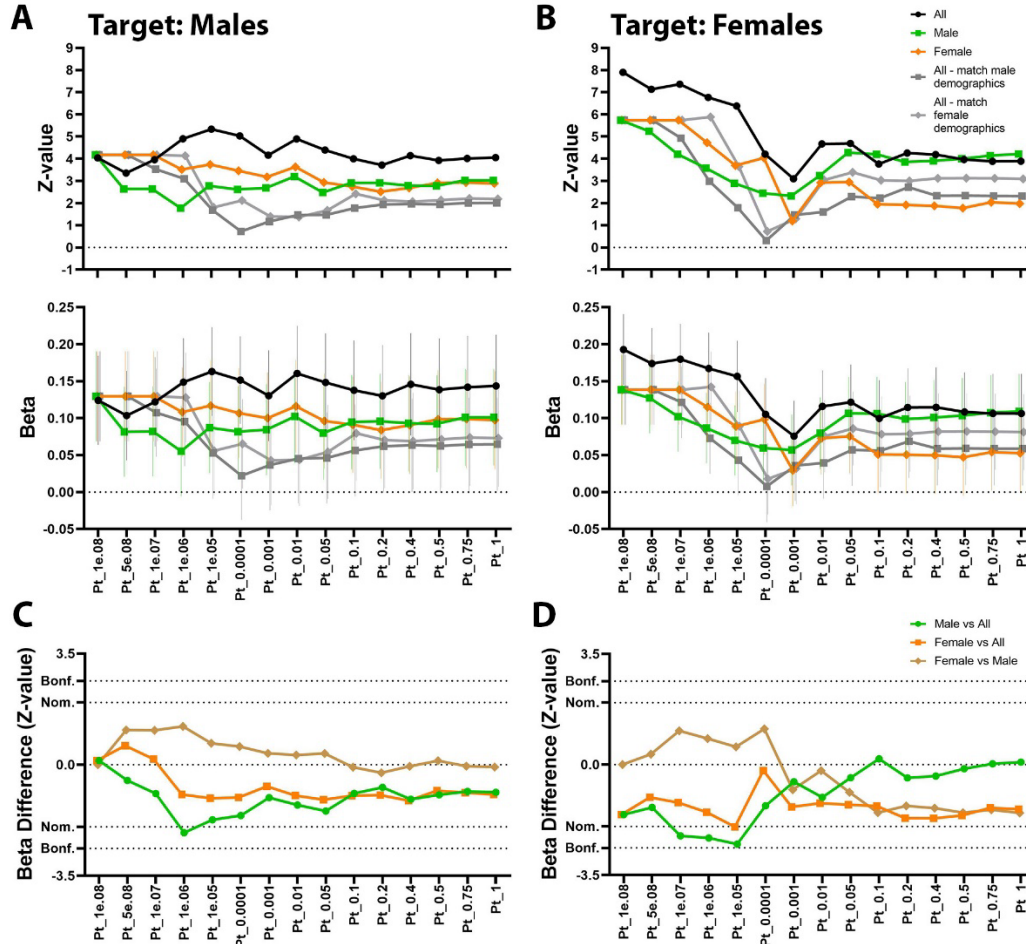 A Target: Males
B Target: Females
All
Male
Female
All - match male
demographics
All - match
female
demographics
Z-value
9
8
7
6
5
4
3
2
1
0
-1
Z-value
9
8
7
6
5
4
3
2
1
0
-1
Beta
0.25
0.20
0.15
0.10
0.05
0.00
-0.05
Pt_1e.08
Pt_5e.08
Pt_1e.07
Pt_1e.06
Pt_1e.05
Pt_0.0001
Pt_0.001
Pt_0.01
Pt_0.05
Pt_0.1
Pt_0.2
Pt_0.4
Pt_0.5
Pt_0.75
Pt_1
Beta
0.25
0.20
0.15
0.10
0.05
0.00
-0.05
Pt_1e.08
Pt_5e.08
Pt_1e.07
Pt_1e.06
Pt_1e.05
Pt_0.0001
Pt_0.001
Pt_0.01
Pt_0.05
Pt_0.1
Pt_0.2
Pt_0.4
Pt_0.5
Pt_0.75
Pt_1
C
D
Male vs All
Female vs All
Female vs Male
Beta Difference (Z-value)
3.5
Bonf.
Nom.
0.0
Nom.
Bonf.
-3.5
Pt_1e.08
Pt_5e.08
Pt_1e.07
Pt_1e.06
Pt_1e.05
Pt_0.0001
Pt_0.001
Pt_0.01
Pt_0.05
Pt_0.1
Pt_0.2
Pt_0.4
Pt_0.5
Pt_0.75
Pt_1
Beta Difference (Z-value)
3.5
Bonf.
Nom.
0.0
Nom.
Bonf.
-3.5
Pt_1e.08
Pt_5e.08
Pt_1e.07
Pt_1e.06
Pt_1e.05
Pt_0.0001
Pt_0.001
Pt_0.01
Pt_0.05
Pt_0.1
Pt_0.2
Pt_0.4
Pt_0.5
Pt_0.75
Pt_1